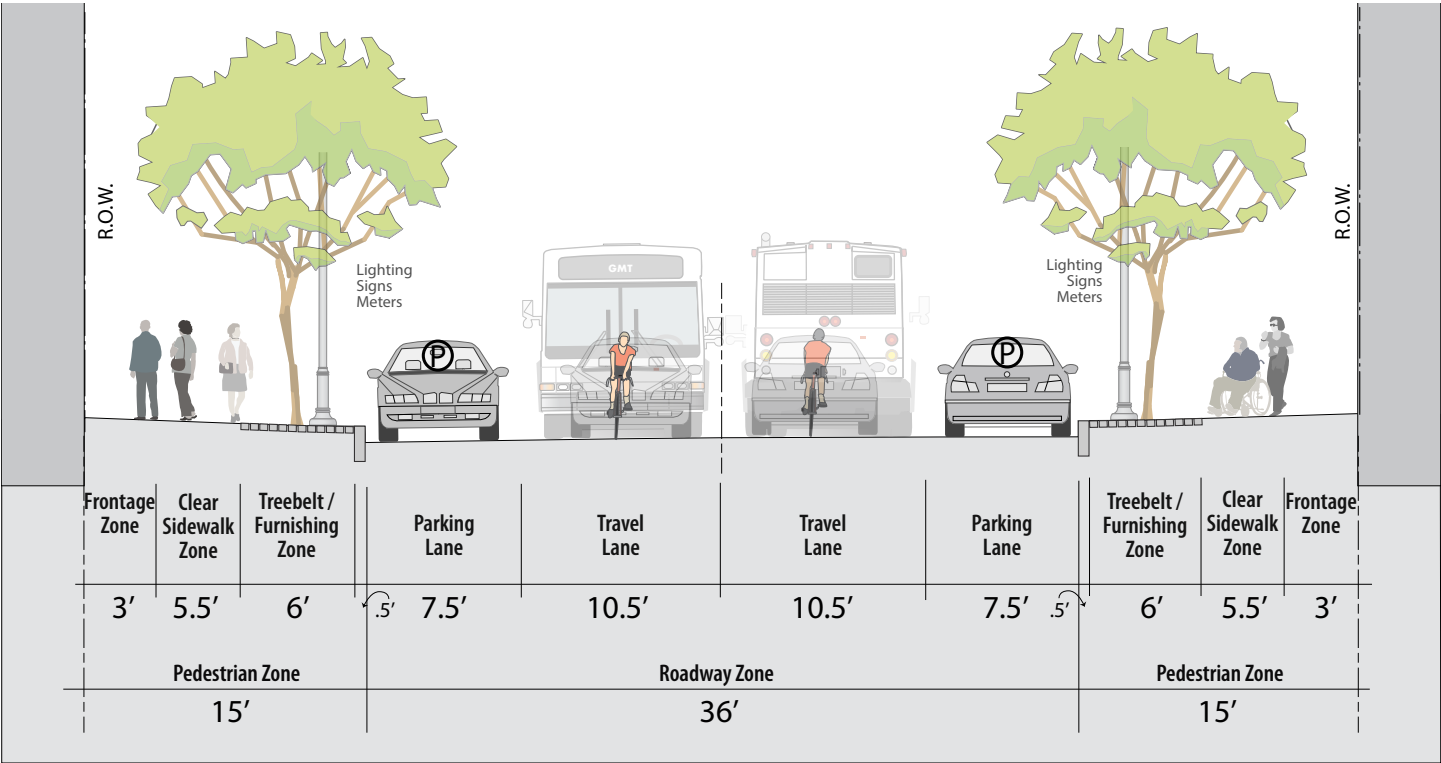 R.O.W.
R.O.W.
GMT
Lighting
Signs
Meters
Lighting
Signs
Meters
P
P
Frontage
Zone
Clear
Sidewalk
Zone
Treebelt /
Furnishing
Zone
Parking
Lane
Travel
Lane
Travel
Lane
Parking
Lane
Treebelt /
Furnishing
Zone
Clear
Sidewalk
Zone
Frontage
Zone
3’
5.5’
6’
.5’
7.5’
10.5’
10.5’
7.5’
.5’
6’
5.5’
3’
Pedestrian Zone
Roadway Zone
Pedestrian Zone
15’
36’
15’